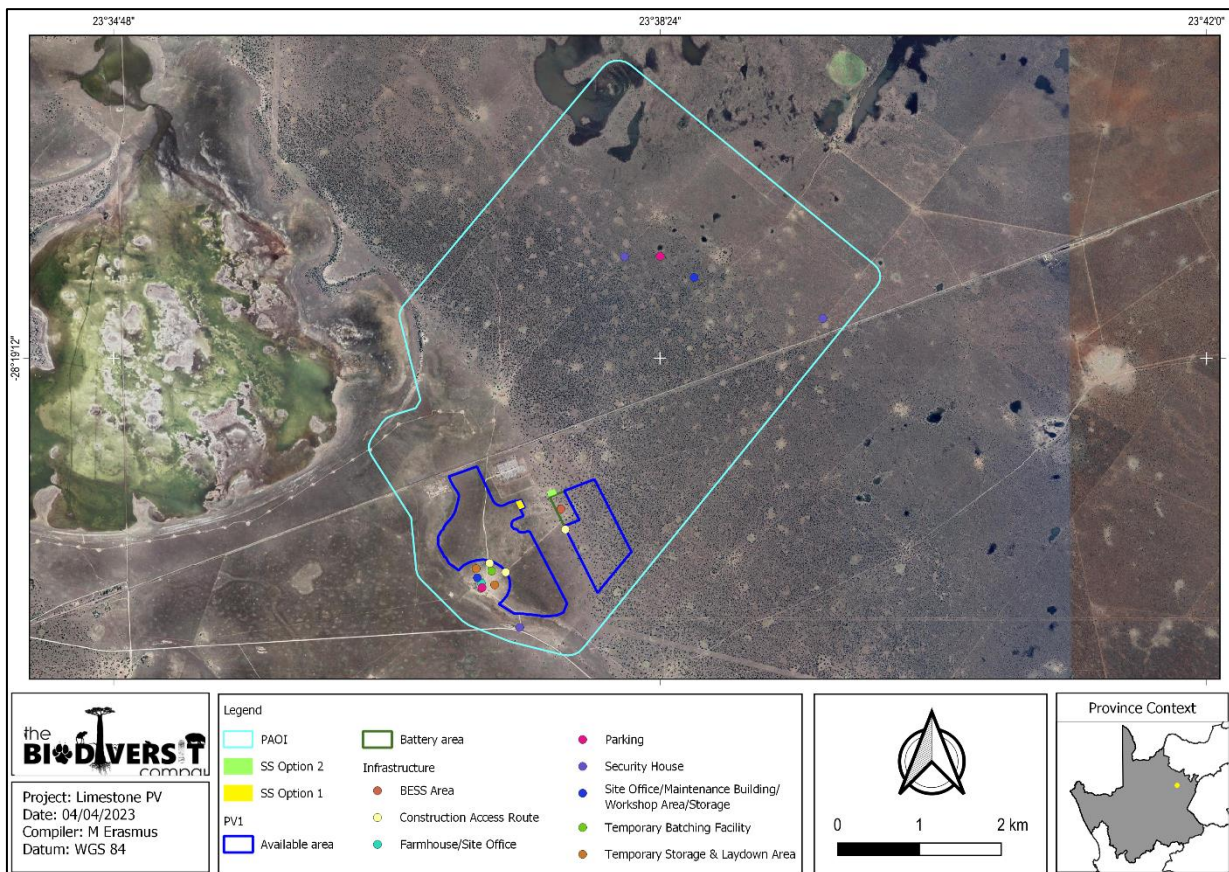 23°34'48"
23°38'24"
23°42'0"
-28°19'12"
the
BIODIVERSIT
compa
Project: Limestone PV
Date: 04/04/2023
Compiler: M Erasmus
Datum: WGS 84
Legend
PAOI
SS Option 2
SS Option 1
PV1
Available area
Battery area
Infrastructure
BESS Area
Construction Access Route
Farmhouse/Site Office
Parking
Security House
Site Office/Maintenance Building/
Workshop Area/Storage
Temporary Batching Facility
Temporary Storage & Laydown Area
0 1 2 km
Province Context